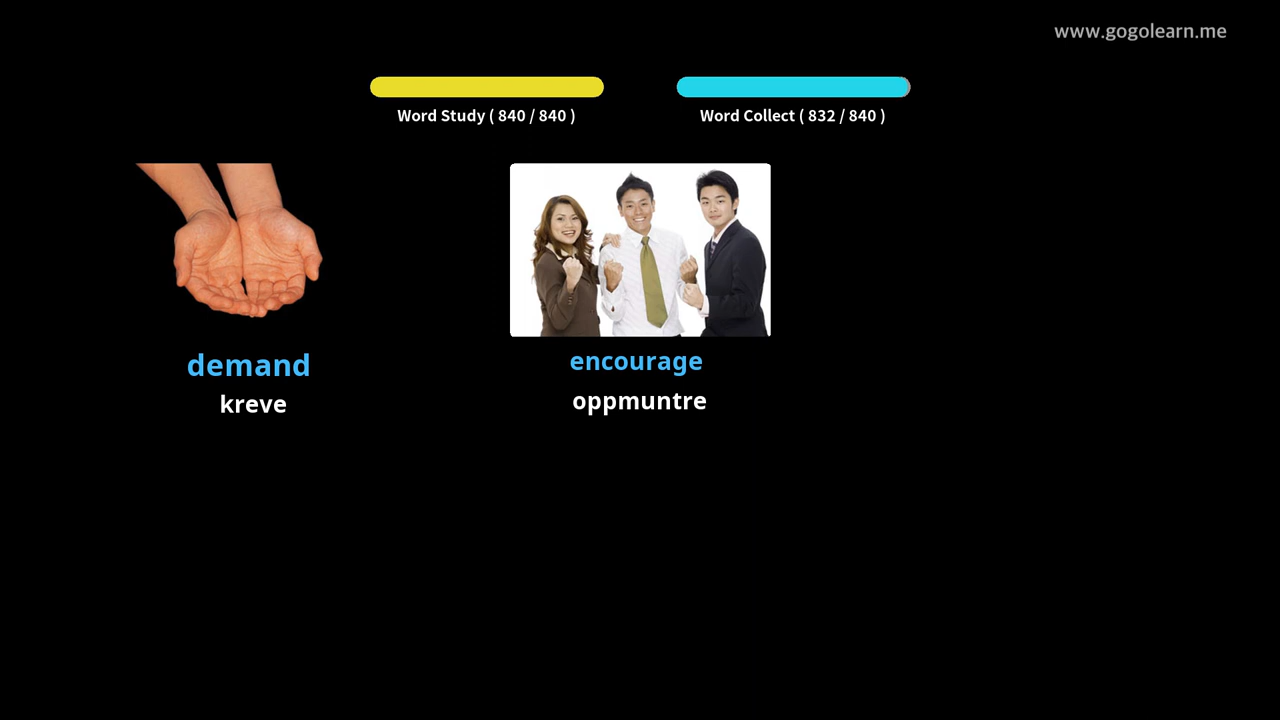 www.gogolearn.me
Word Study ( 840 / 840 )
Word Collect ( 832 / 840 )
demand
kreve
encourage
oppmuntre